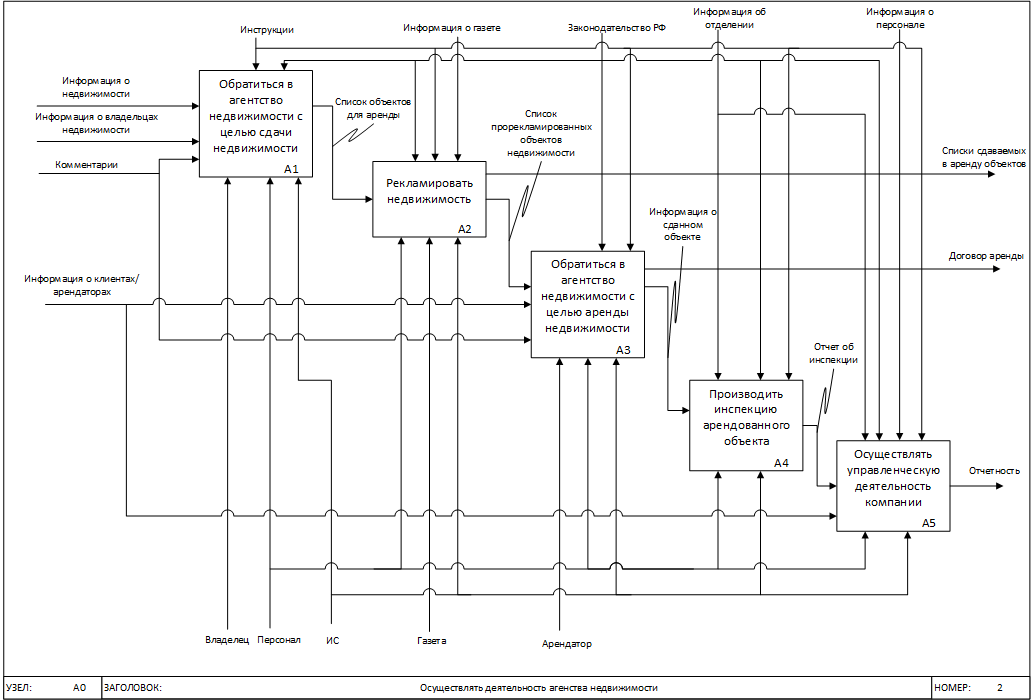 Инструкции
Информация о газете
Законодательство РФ
Информация об
отделении
Информация о
персонале
Информация о
недвижимости
Информация о владельцах
недвижимости
Комментарии
Обратиться в
агентство
недвижимости с
целью сдачи
недвижимости
A1
Список объектов
для аренды
Список
прорекламированных
объектов
недвижимости
Списки сдаваемых
в аренду объектов
Рекламировать
недвижимость
A2
Информация о
сданном
объекте
Договор аренды
Обратиться в
агентство
недвижимости с
целью аренды
недвижимости
A3
Информация о клиентах/
арендаторах
Отчет об
инспекции
Производить
инспекцию
арендованного
объекта
A4
Осуществлять
управленческую
деятельность
компании
A5
Отчетность
Владелец
Персонал
ИС
Газета
Арендатор
УЗЕЛ: A0 ЗАГОЛОВОК: Осуществлять деятельность агенства недвижимости НОМЕР: 2